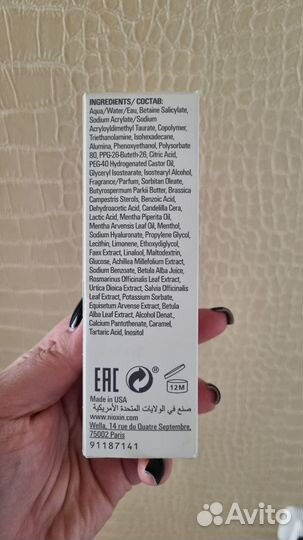 INGREDIENTS/ СОСТАВ:
Aqua/Water/Eau, Betaine Salicylate,
Sodium Acrylate/Sodium
Acryloyldimethyl Taurate, Copolymer,
Triethanolamine, Isohexadecane,
Alumina, Phenoxyethanol, Polysorbate
80, PPG-26-Buteth-26, Citric Acid,
PEG-40 Hydrogenated Castor Oil,
Glyceryl Isostearate, Isostearyl Alcohol,
Fragrance/Parfum, Sorbitan Oleate,
Butyrospermum Parkii Butter, Brassica
Campestris Sterols, Benzoic Acid,
Dehydroacetic Acid, Candelilla Cera,
Lactic Acid, Mentha Piperita Oil,
Mentha Arvensis Leaf Oil, Menthol,
Sodium Hyaluronate, Propylene Glycol,
Lecithin, Limonene, Ethoxydiglycol,
Faex Extract, Linalool, Maltodextrin,
Glucose, Achillea Millefolium Extract,
Sodium Benzoate, Betula Alba Juice,
Rosmarinus Officinalis Leaf Extract,
Urtica Dioica Extract, Salvia Officinalis
Leaf Extract, Potassium Sorbate,
Equisetum Arvense Extract, Betula
Alba Leaf Extract, Alcohol Denat.,
Calcium Pantothenate, Caramel,
Tartaric Acid, Inositol
EAC
12M
Made in USA
صنع في الولايات المتحدة الأمريكية
www.nioxin.com
Wella, 14 rue du Quatre Septembre,
75002 Paris
91187141
Avito